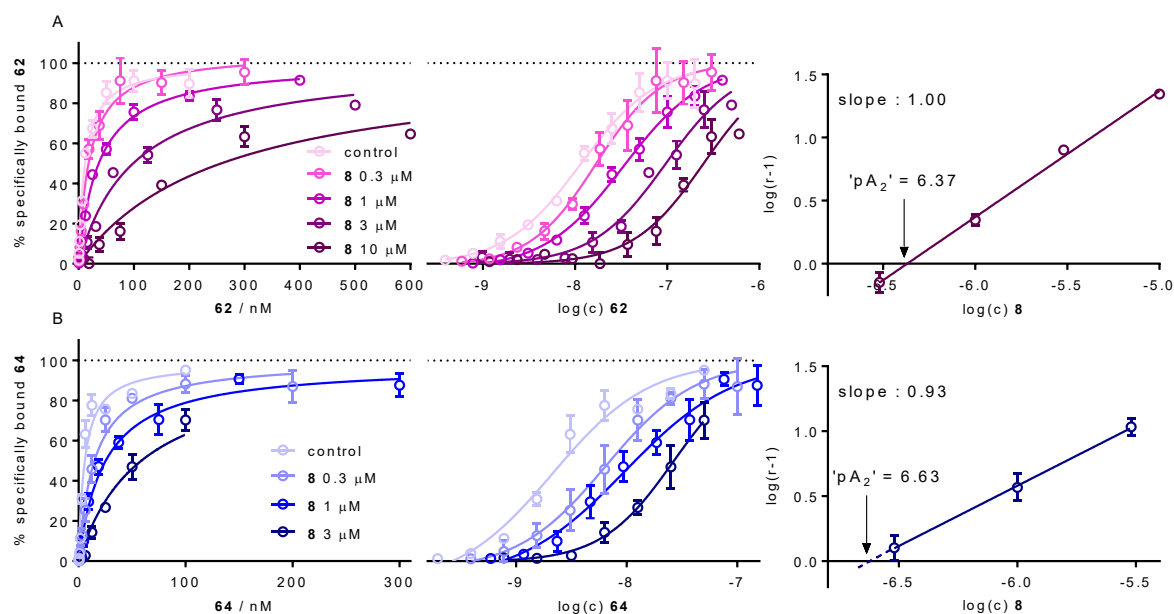 A
% specifically bound 62
100
80
60
40
20
0
0 100 200 300 400 500 600
62 / nM
control
8 0.3 μM
8 1 μM
8 3 μM
8 10 μM
-9 -8 -7 -6
log(c) 62
log(r-1)
1.5
1.0
0.5
0.0
-6.5 -6.0 -5.5 -5.0
log(c) 8
slope : 1.00
'pA2' = 6.37
B
% specifically bound 64
100
80
60
40
20
0
0 100 200 300
64 / nM
control
8 0.3 μM
8 1 μM
8 3 μM
-9 -8 -7
log(c) 64
log(r-1)
1.5
1.0
0.5
0.0
-6.5 -6.0 -5.5
log(c) 8
slope : 0.93
'pA2' = 6.63